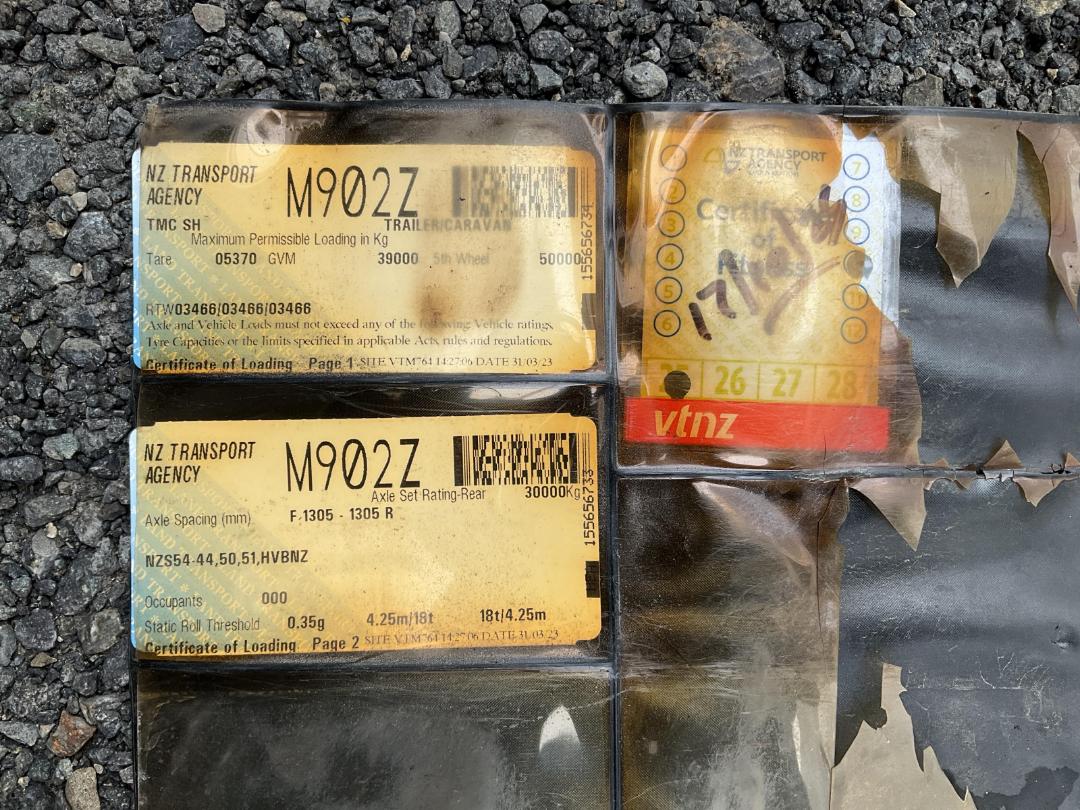 NZ TRANSPORT
AGENCY
M902Z
TMC SH
TRAILER/CARAVAN
Maximum Permissible Loading in Kg
Tare 05370 GVM 39000 5th Wheel 50000
155656734
RTW03466/03466/03466
Axle and Vehicle Loads must not exceed any of the following Vehicle ratings,
Tyre Capacities or the limits specified in applicable Acts, rules and regulations.
Certificate of Loading Page 1 SITE VTM764 142706 DATE 31/03/23
NZ TRANSPORT
AGENCY
M902Z
Axle Set Rating-Rear 30000Kg
Axle Spacing (mm) F 1305 - 1305 R
155656733
NZS54-44,50,51,HVBNZ
Occupants 000
Static Roll Threshold 0.35g 4.25m/18t 18t/4.25m
Certificate of Loading Page 2 SITE VTM764 142706 DATE 31/03/23
NZ TRANSPORT
AGENCY
Certificate
of
Fitness
1
2
3
4
5
6
7
8
9
11
12
26 27 28
vtnz